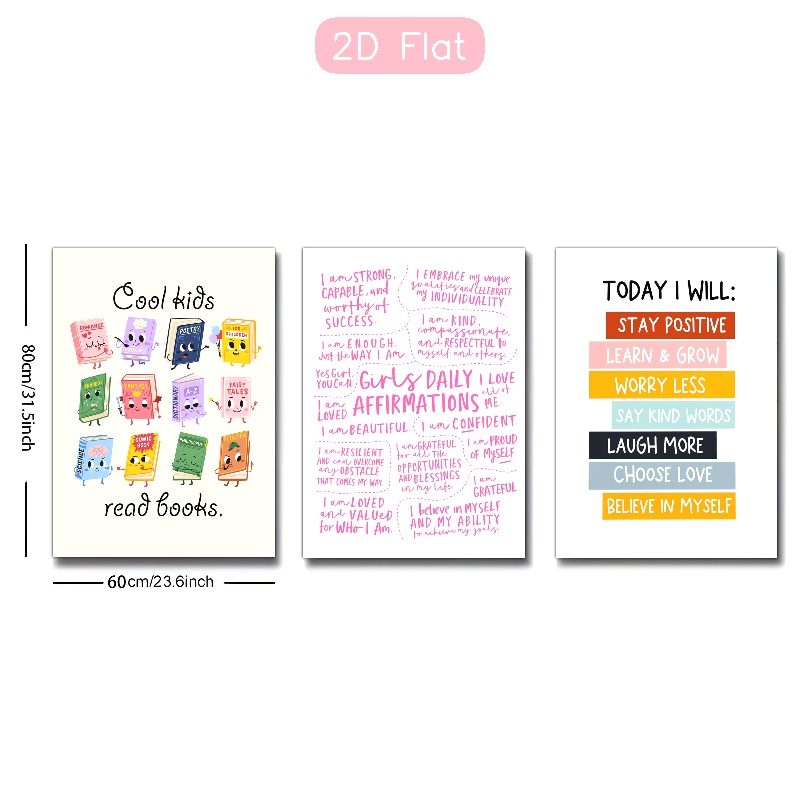 2D Flat
80cm/31.5inch
60cm/23.6inch
Cool kids
ROMANCE
POETRY
FOR CHILDREN
FANTASY
DICTIONARY
A-Z
FAIRY TALES
SCIENCE
COMIC BOOK
read books.
I am STRONG,
CAPABLE, and
worthy of
SUCCESS
I EMBRACE my unique
qualities and CELEBRATE
my INDIVIDUALITY
I am ENOUGH.
Just the WAY I Am
I am KIND,
compassionate,
and RESPECTFUL to
myself and others.
YES GIRL,
YOU CAN
Girls DAILY
AFFIRMATIONS
I LOVE
all of
ME
I am
LOVED
I am BEAUTIFUL
I am CONFIDENT
I am RESILIENT
AND can OVERCOME
any OBSTACLE
THAT COMES MY WAY.
I am GRATEFUL
for all the
OPPORTUNITIES
AND BLESSINGS
in my life
I am PROUD
OF MYSELF
I am
GRATEFUL
I am LOVED
and VALUED
for WHO I Am.
I believe in MYSELF
AND MY ABILITY
to achieve my goals
TODAY I WILL:
STAY POSITIVE
LEARN & GROW
WORRY LESS
SAY KIND WORDS
LAUGH MORE
CHOOSE LOVE
BELIEVE IN MYSELF